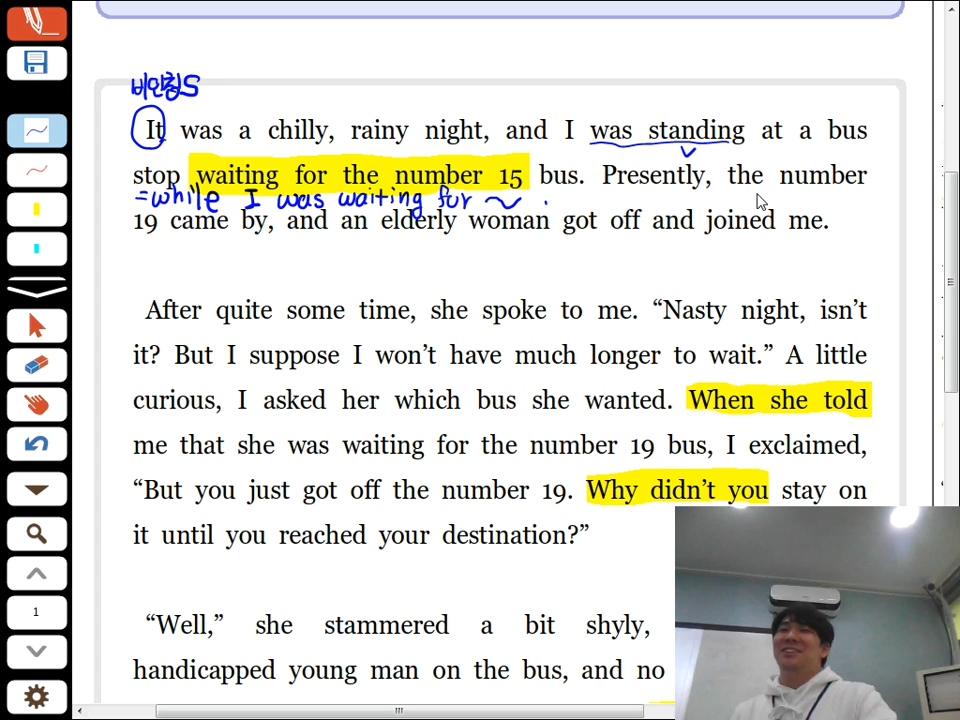 비인칭S
It was a chilly, rainy night, and I was standing at a bus
stop waiting for the number 15 bus. Presently, the number
=while I was waiting for ~
19 came by, and an elderly woman got off and joined me.
After quite some time, she spoke to me. “Nasty night, isn’t
it? But I suppose I won’t have much longer to wait.” A little
curious, I asked her which bus she wanted. When she told
me that she was waiting for the number 19 bus, I exclaimed,
“But you just got off the number 19. Why didn’t you stay on
it until you reached your destination?”
“Well,” she stammered a bit shyly,
handicapped young man on the bus, and no
1